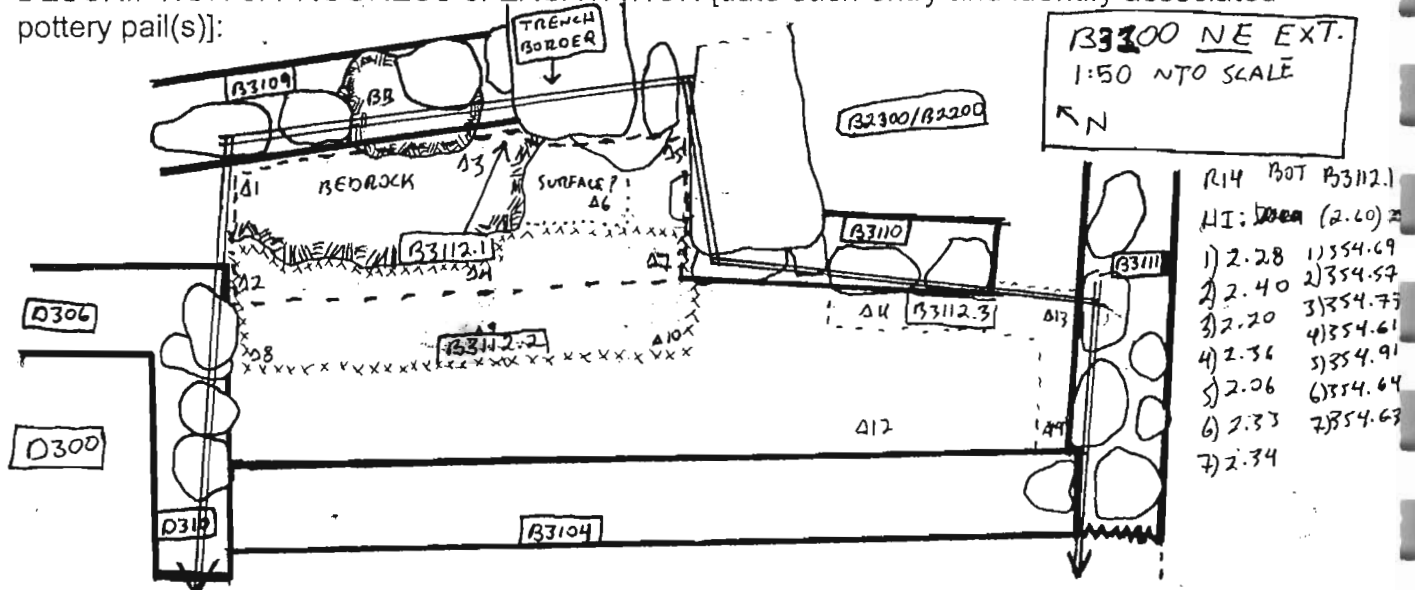 pottery pail(s)]:
TRENCH
BORDER
B3300 NE EXT.
1:50 NTO SCALE
N
B3109
BR
B2300/B2200
Δ1
BEDROCK
Δ3
SURFACE?
Δ5
Δ6
B3112.1
Δ2
Δ4
Δ7
B3110
B3111
D306
Δ8
Δ9
B3112.2
Δ10
Δ11
B3112.3
Δ13
D300
Δ12
D310
B3104
R14 BOT B3112.1
HI: (2.60)
1) 2.28 1)354.69
2) 2.40 2)354.57
3) 2.20 3)354.77
4) 2.36 4)354.61
5) 2.06 5)354.91
6) 2.33 6)354.64
7) 2.34 7)354.63